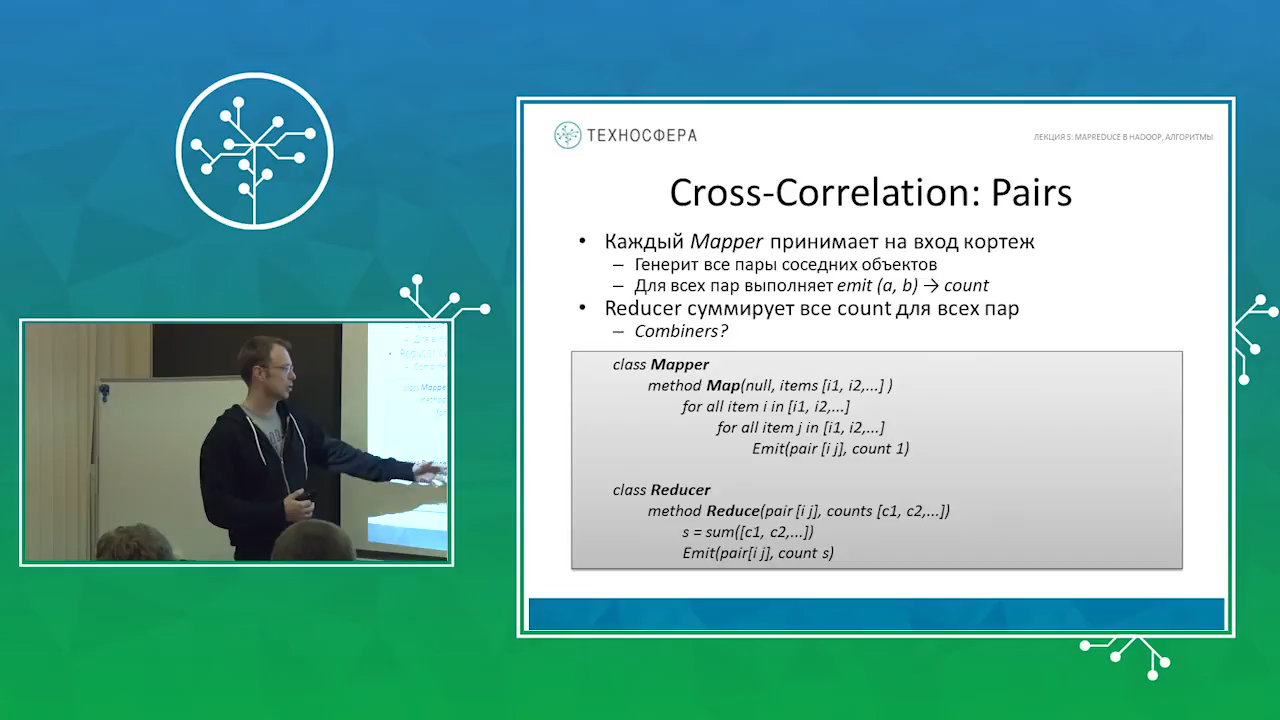 ТЕХНОСФЕРА
ЛЕКЦИЯ 5: MAPREDUCE В HADOOP, АЛГОРИТМЫ
Cross-Correlation: Pairs
• Каждый Mapper принимает на вход кортеж
– Генерит все пары соседних объектов
– Для всех пар выполняет emit (a, b) → count
• Reducer суммирует все count для всех пар
– Combiners?
class Mapper
method Map(null, items [i1, i2,...] )
for all item i in [i1, i2,...]
for all item j in [i1, i2,...]
Emit(pair [i j], count 1)
class Reducer
method Reduce(pair [i j], counts [c1, c2,...])
s = sum([c1, c2,...])
Emit(pair[i j], count s)